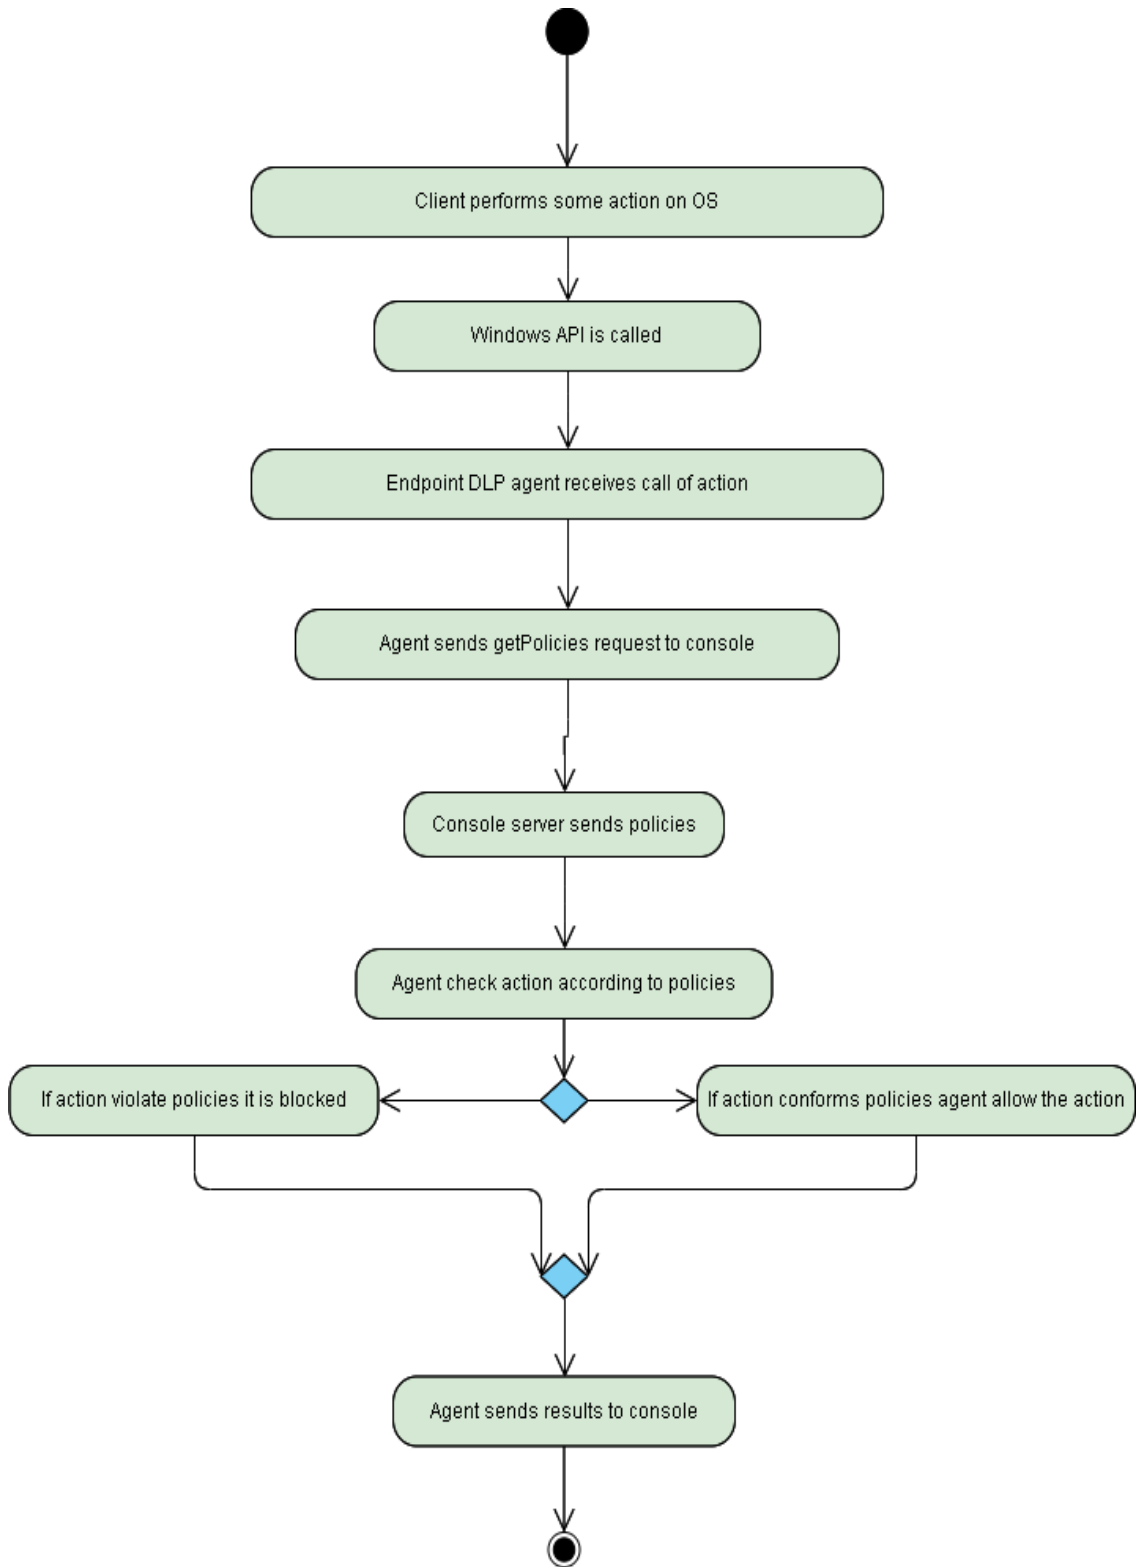 Client performs some action on OS
Windows API is called
Endpoint DLP agent receives call of action
Agent sends getPolicies request to console
Console server sends policies
Agent check action according to policies
If action violate policies it is blocked
If action conforms policies agent allow the action
Agent sends results to console